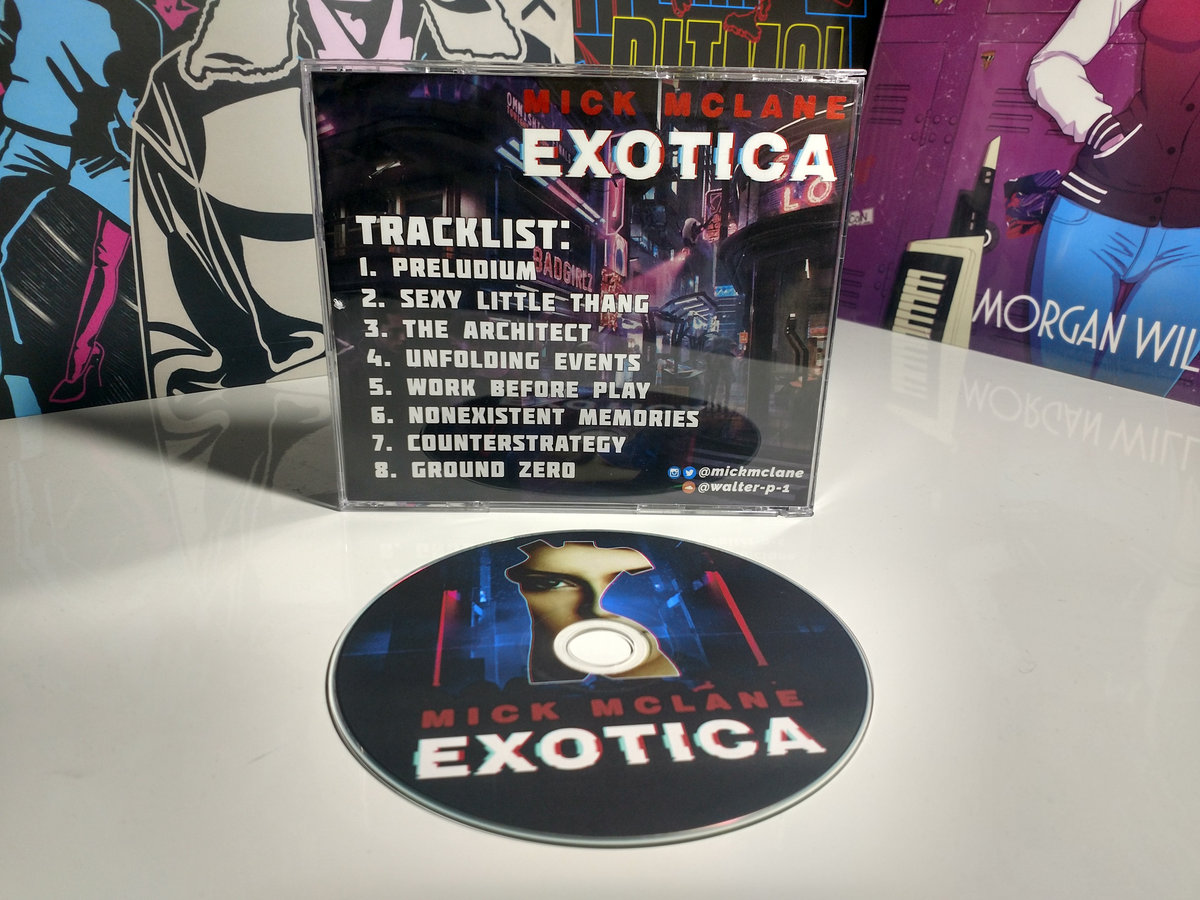 MICK MCLANE
EXOTICA
TRACKLIST:
1. PRELUDIUM
BADGIRLZ
2. SEXY LITTLE THANG
3. THE ARCHITECT
4. UNFOLDING EVENTS
5. WORK BEFORE PLAY
6. NONEXISTENT MEMORIES
7. COUNTERSTRATEGY
8. GROUND ZERO
@mickmclane
@walter-p-1
MORGAN WIL
MICK MCLANE
EXOTICA